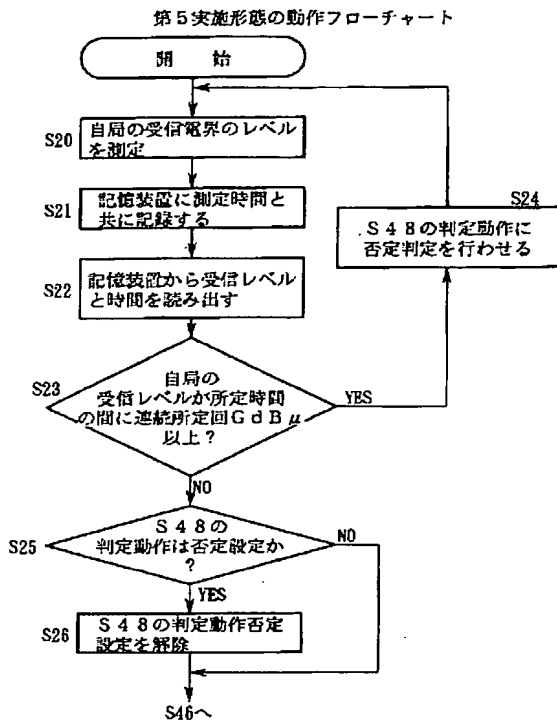 第5実施形態の動作フローチャート
開 始
S20
自局の受信電界のレベル
を測定
S21
記憶装置に測定時間と
共に記録する
S24
S48の判定動作に
否定判定を行わせる
S22
記憶装置から受信レベル
と時間を読み出す
S23
自局の
受信レベルが所定時間
の間に連続所定回GdBμ
以上?
YES
NO
S25
S48の
判定動作は否定設定か
?
NO
YES
S26
S48の判定動作否定
設定を解除
S46へ